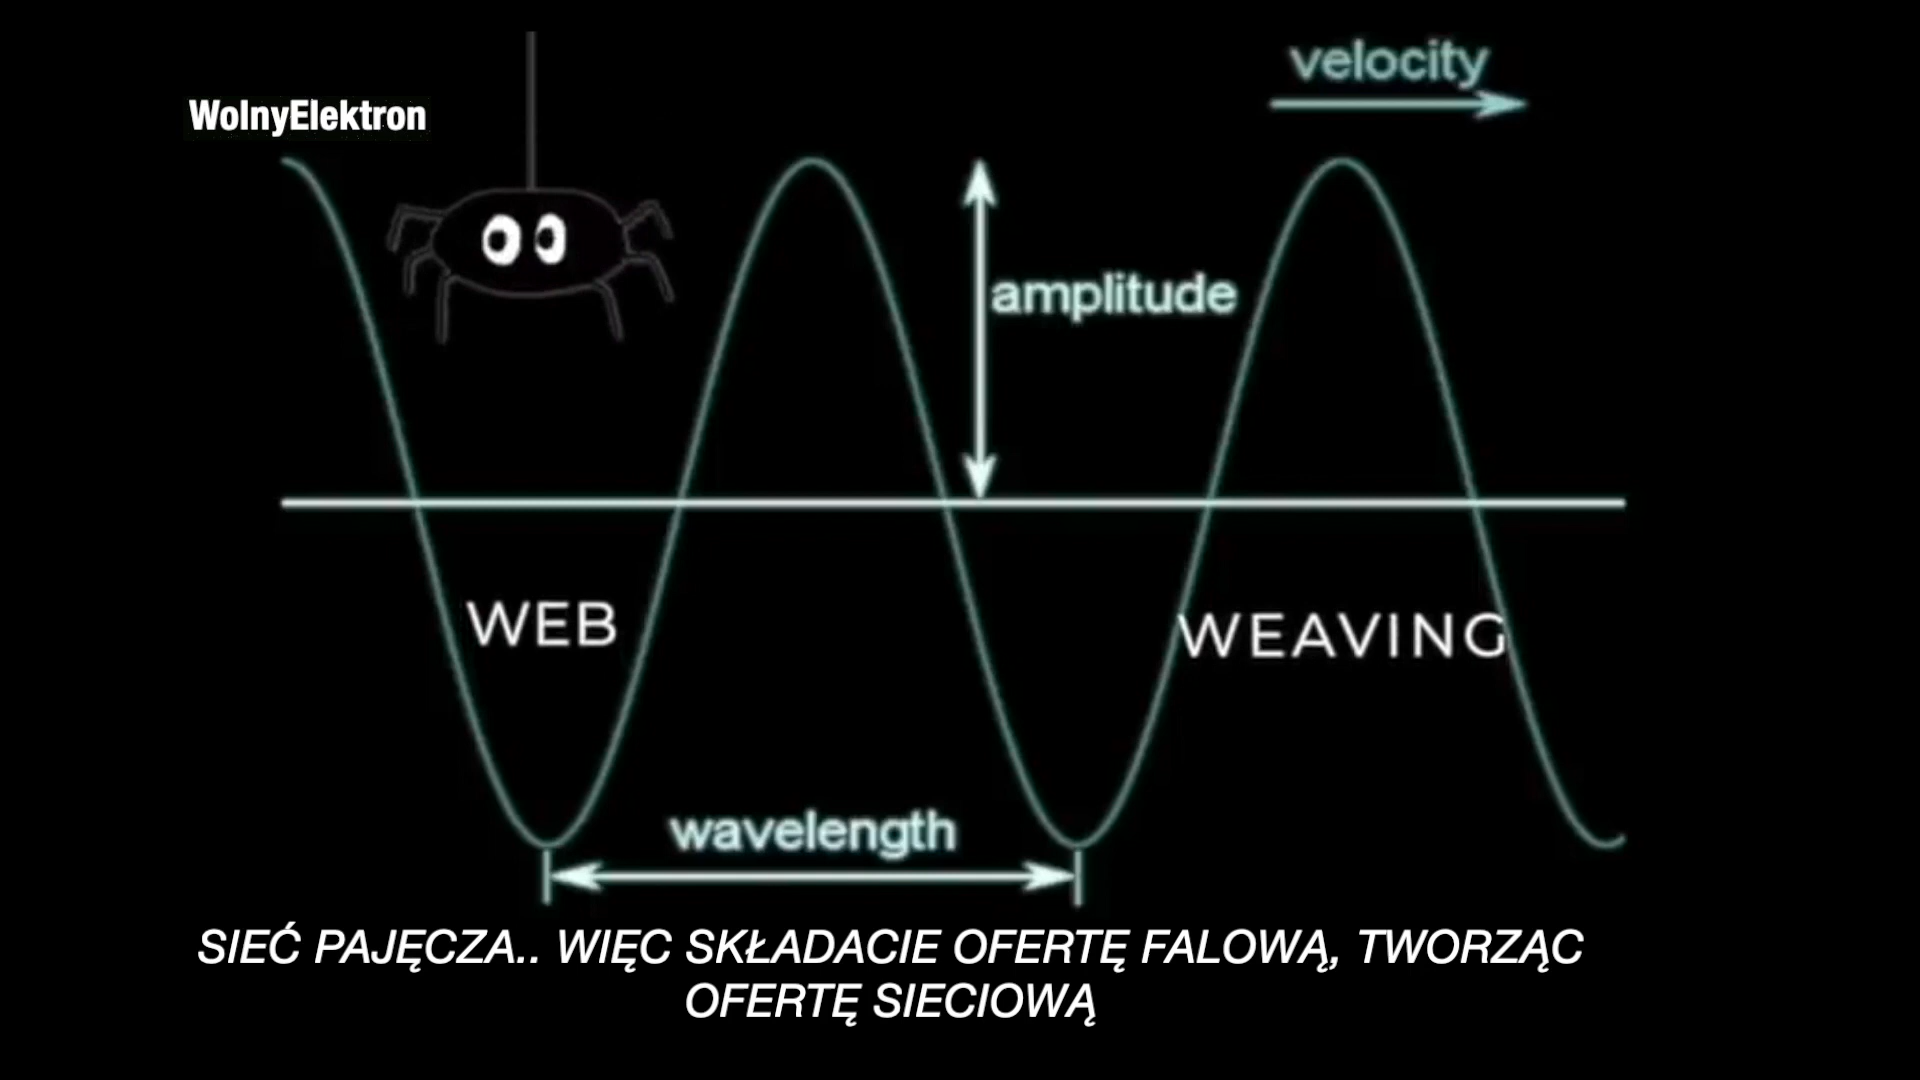 velocity
WolnyElektron
amplitude
WEB
WEAVING
wavelength
SIEĆ PAJĘCZA.. WIĘC SKŁADACIE OFERTĘ FALOWĄ, TWORZĄC
OFERTĘ SIECIOWĄ